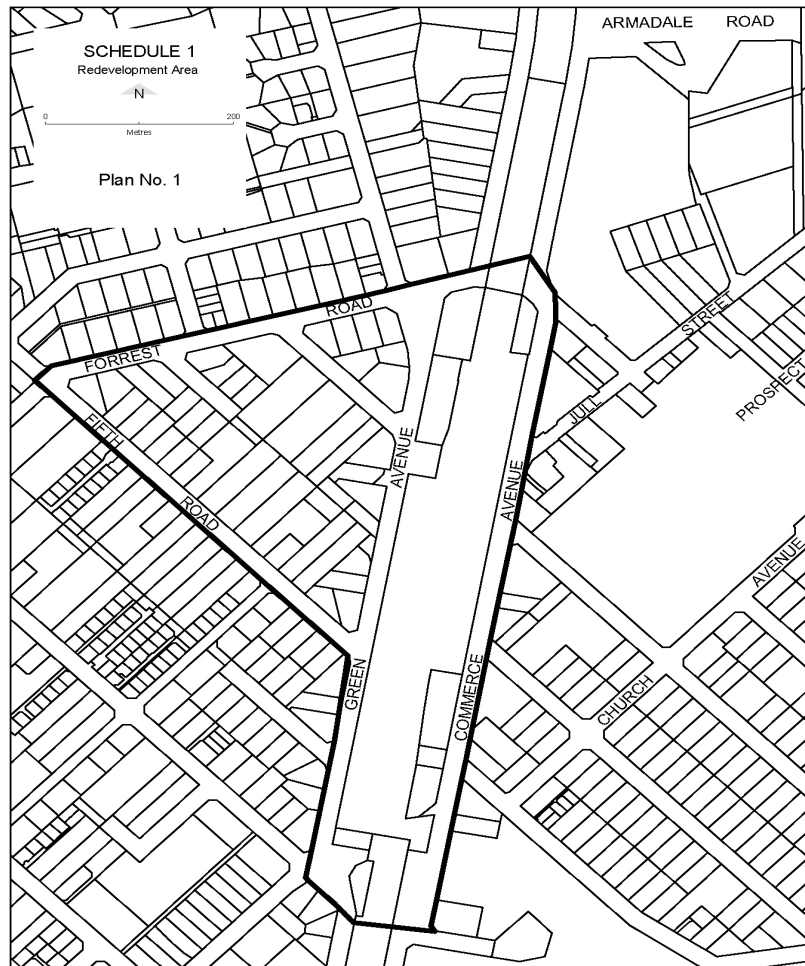 SCHEDULE 1
Redevelopment Area
N
0 200
Metres
Plan No. 1
ARMADALE ROAD
FORREST ROAD
FIFTH ROAD
GREEN AVENUE
COMMERCE AVENUE
JULL STREET
PROSPECT
CHURCH AVENUE